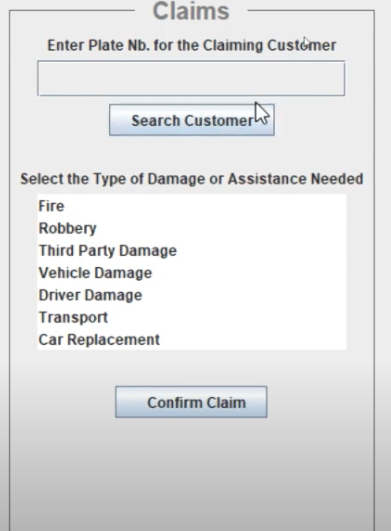 Claims
Enter Plate Nb. for the Claiming Customer
Search Customer
Select the Type of Damage or Assistance Needed
Fire
Robbery
Third Party Damage
Vehicle Damage
Driver Damage
Transport
Car Replacement
Confirm Claim